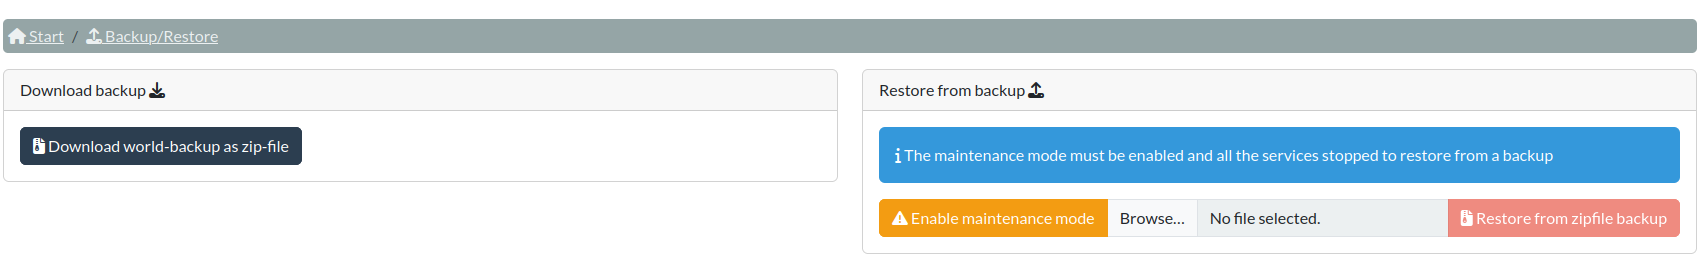 Start / Backup/Restore
Download backup
Download world-backup as zip-file
Restore from backup
The maintenance mode must be enabled and all the services stopped to restore from a backup
Enable maintenance mode Browse... No file selected. Restore from zipfile backup